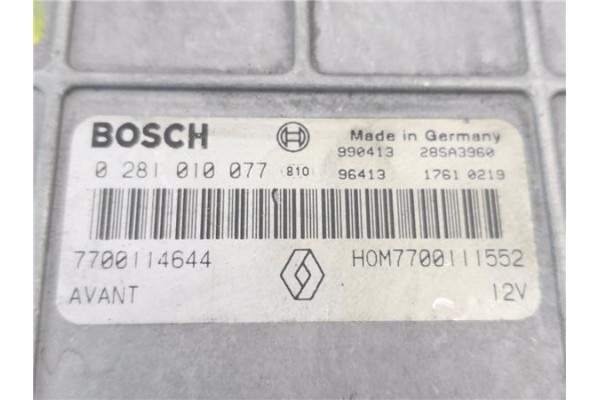 BOSCH Made in Germany
990413 28SA3960
0 281 010 077 810 96413 1761 0219
7700114644 HOM7700111552
AVANT 12V